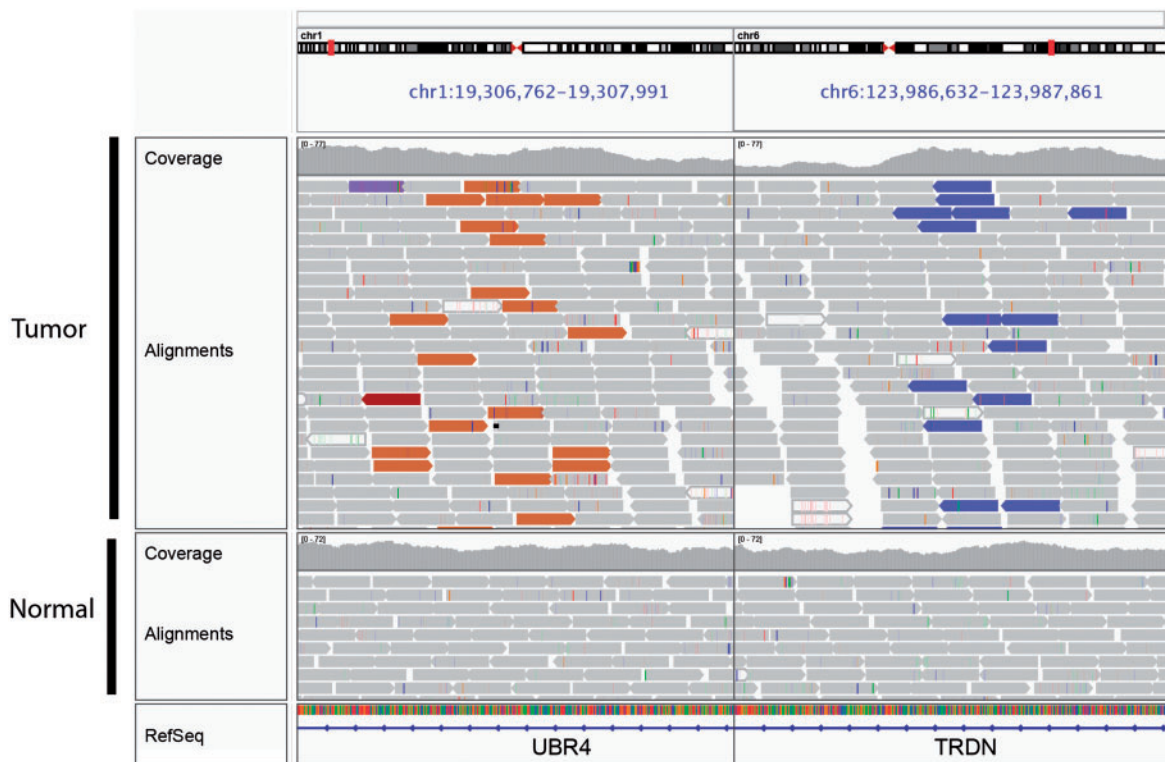 chr1
chr6
chr1:19,306,762-19,307,991
chr6:123,986,632-123,987,861
Coverage
[0 - 77]
[0 - 77]
Tumor
Alignments
Coverage
[0 - 72]
[0 - 72]
Normal
Alignments
RefSeq
UBR4
TRDN